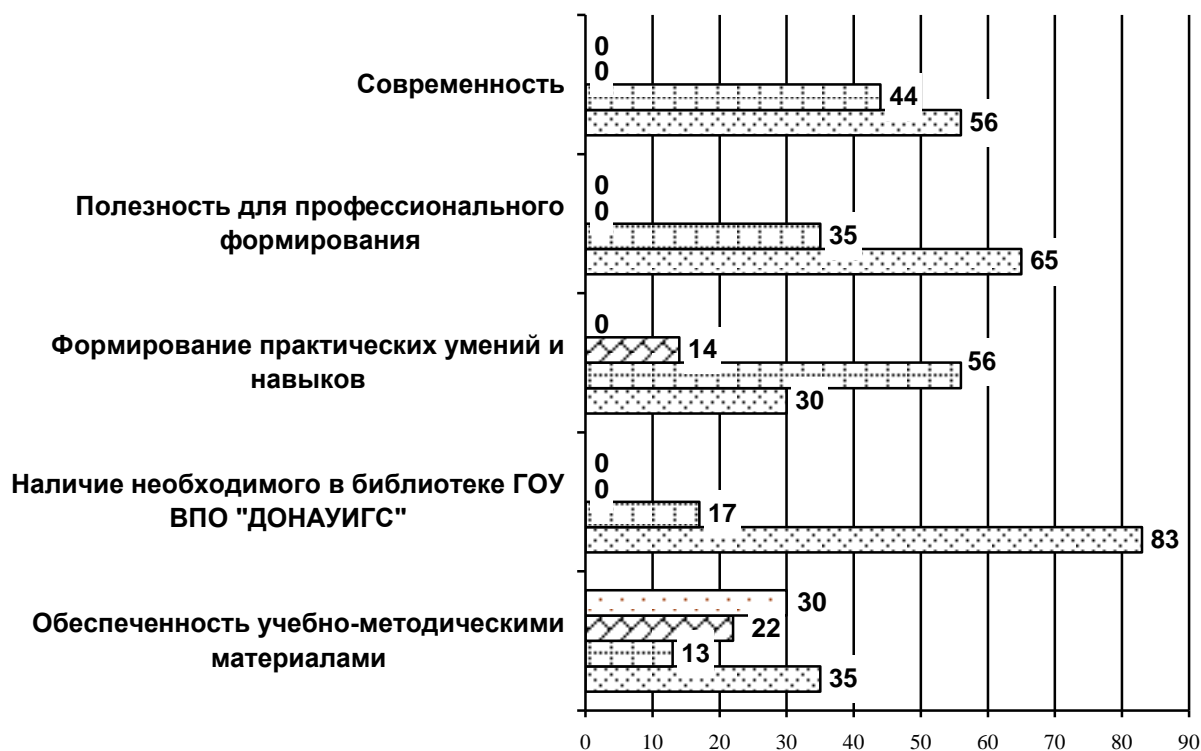 0
0
Современность
44
56
0
0
Полезность для профессионального
формирования
35
65
0
Формирование практических умений и
навыков
14
56
30
0
0
Наличие необходимого в библиотеке ГОУ
ВПО "ДОНАУИГС"
17
83
30
Обеспеченность учебно-методическими
материалами
22
13
35
0 10 20 30 40 50 60 70 80 90